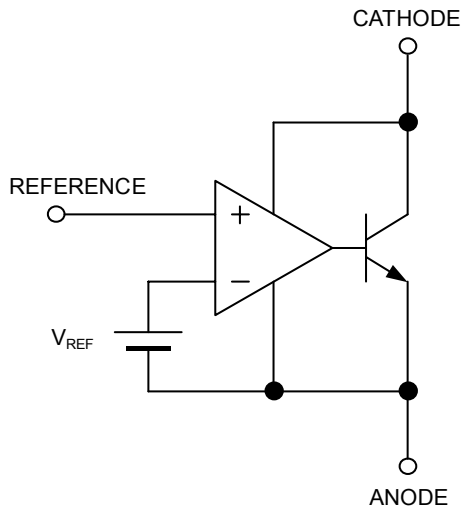 CATHODE
REFERENCE
+
−
VREF
ANODE